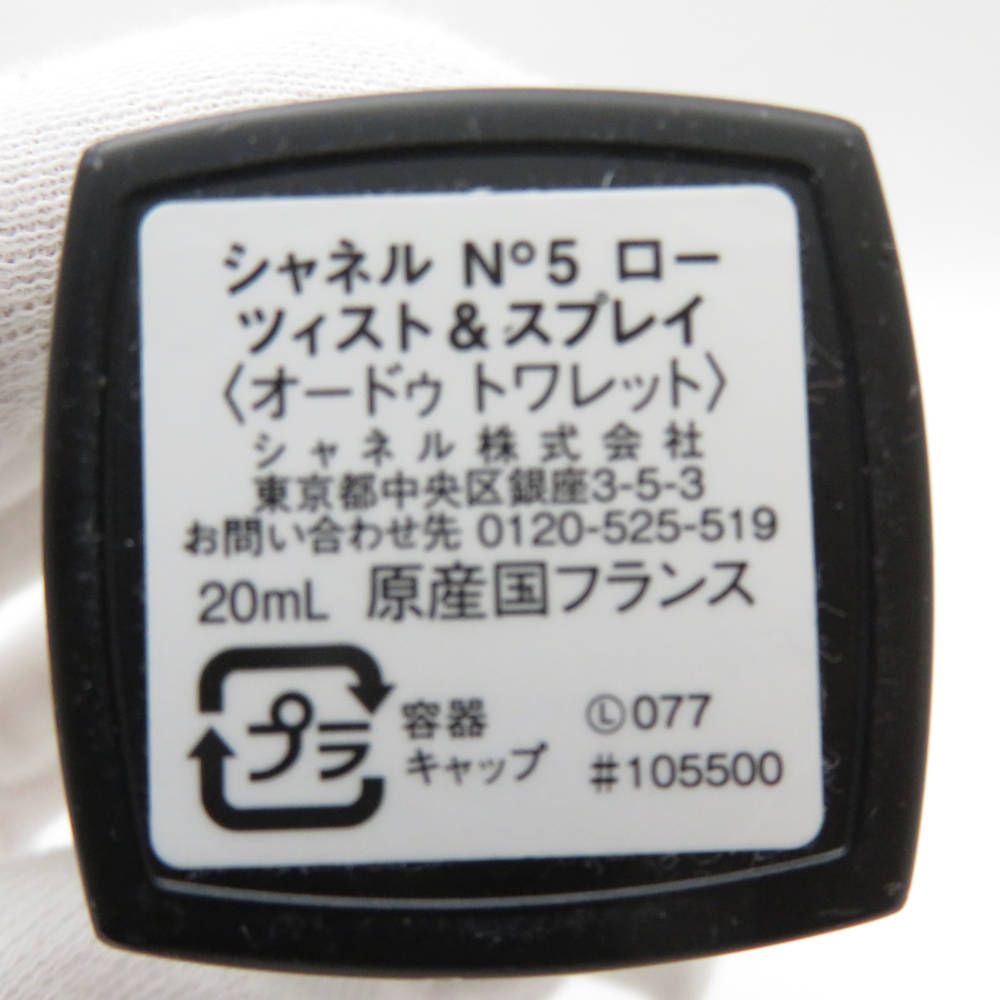 シャネル N°5 ロー
ツィスト＆スプレイ
〈オードゥ トワレット〉
シャネル株式会社
東京都中央区銀座3-5-3
お問い合わせ先 0120-525-519
20mL 原産国フランス
プラ 容器 Ⓛ077
キャップ #105500